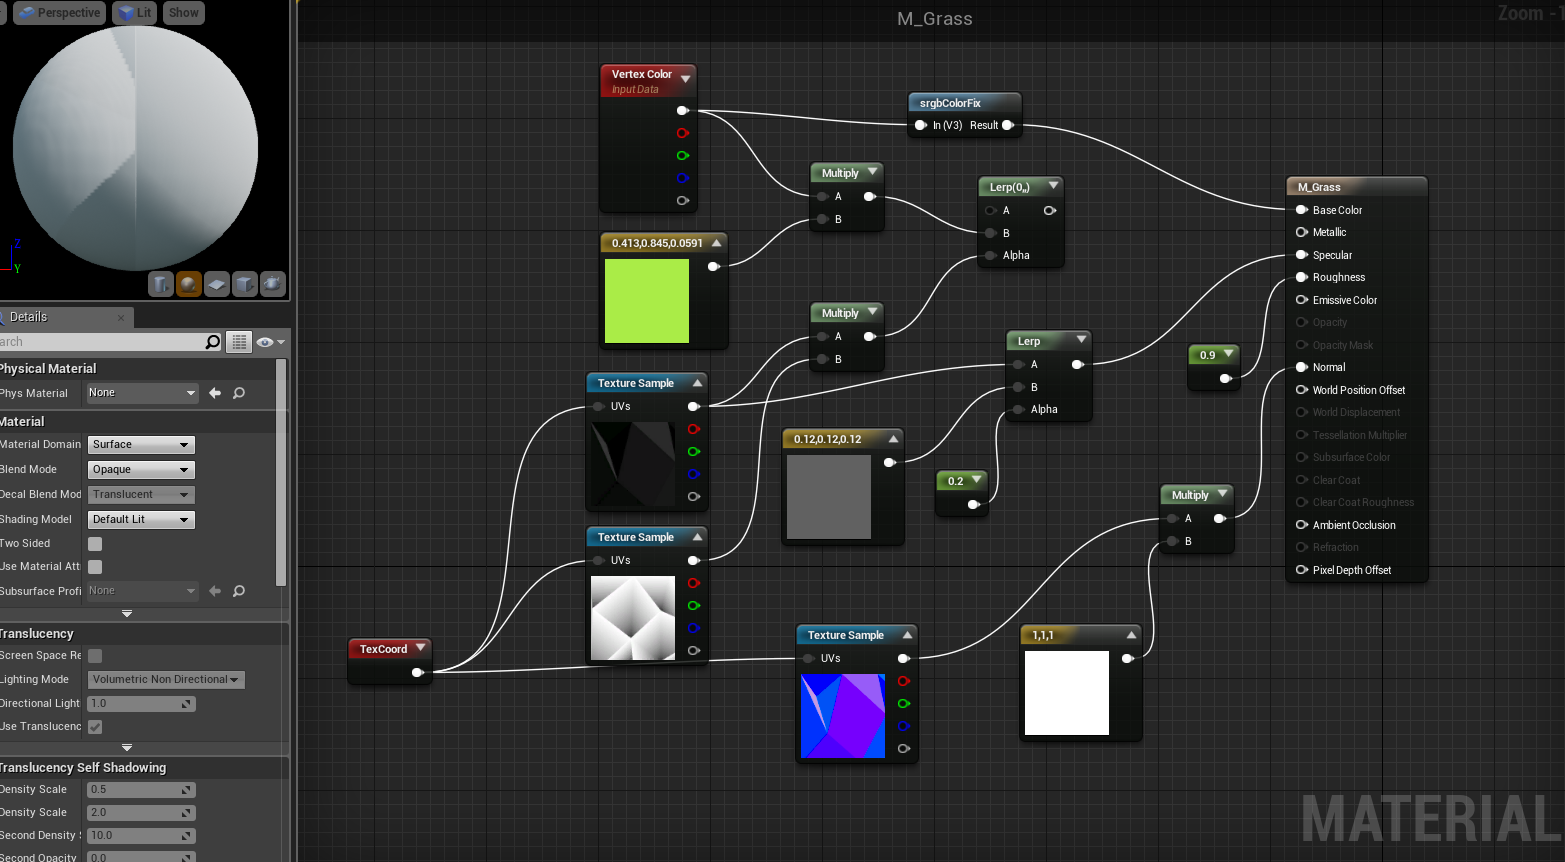 Perspective
Lit
Show
M_Grass
Zoom -1
Z
Y
Details
arch
Physical Material
Phys Material
None
Material
Material Domain
Surface
Blend Mode
Opaque
Decal Blend Mod
Translucent
Shading Model
Default Lit
Two Sided
Use Material Att
Subsurface Profi
None
Translucency
Screen Space Re
Lighting Mode
Volumetric Non Directional
Directional Light
1.0
Use Translucenc
Translucency Self Shadowing
Density Scale
0.5
Density Scale
2.0
Second Density
10.0
Second Opacity
0.0
Vertex Color
Input Data
srgbColorFix
In (V3) Result
Multiply
A
B
Lerp(0,,)
A
B
Alpha
0.413,0.845,0.0591
Multiply
A
B
Texture Sample
UVs
Lerp
A
B
Alpha
0.12,0.12,0.12
0.2
0.9
Texture Sample
UVs
Multiply
A
B
TexCoord
Texture Sample
UVs
1,1,1
M_Grass
Base Color
Metallic
Specular
Roughness
Emissive Color
Opacity
Opacity Mask
Normal
World Position Offset
World Displacement
Tessellation Multiplier
Subsurface Color
Clear Coat
Clear Coat Roughness
Ambient Occlusion
Refraction
Pixel Depth Offset
MATERIAL